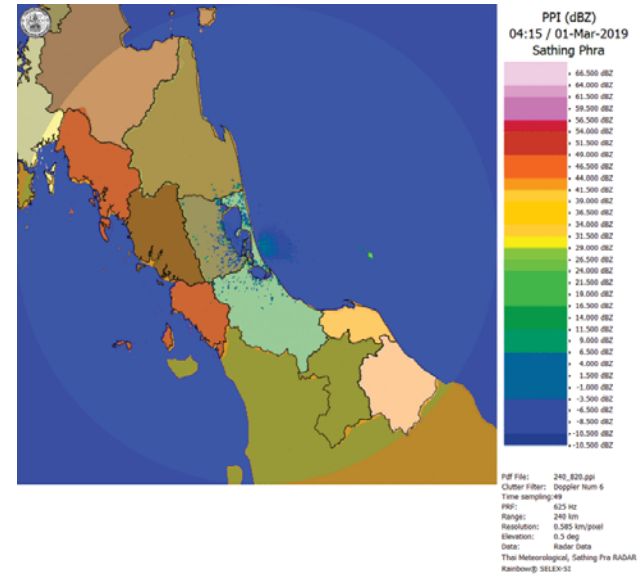 PPI (dBZ)
04:15 / 01-Mar-2019
Sathing Phra
66.500 dBZ
64.000 dBZ
61.500 dBZ
59.500 dBZ
56.500 dBZ
54.000 dBZ
51.500 dBZ
49.000 dBZ
46.500 dBZ
44.000 dBZ
41.500 dBZ
39.000 dBZ
36.500 dBZ
34.000 dBZ
31.500 dBZ
29.000 dBZ
26.500 dBZ
24.000 dBZ
21.500 dBZ
16.500 dBZ
14.000 dBZ
11.500 dBZ
9.000 dBZ
6.500 dBZ
4.000 dBZ
1.500 dBZ
-1.000 dBZ
-3.500 dBZ
-6.500 dBZ
-8.500 dBZ
-10.500 dBZ
Pdf File: 240_820.ppi
Clutter Filter: Doppler Num 6
Time sampling:49
PRF: 625 Hz
Range: 240 km
Resolution: 0.585 km/pixel
Elevation: 0.5 deg
Data: Radar Data
Thai Meteorological, Sathing Pra RADAR
Rainbow® SELEX-SI